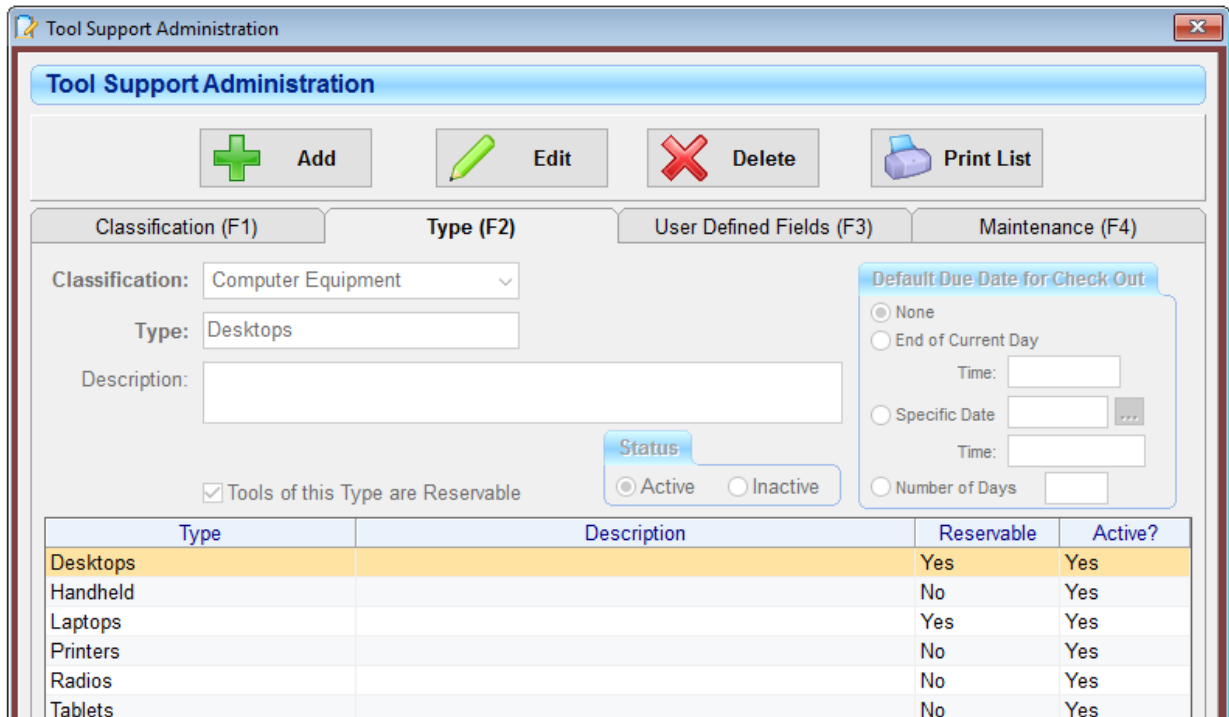 Tool Support Administration
Tool Support Administration
Add Edit Delete Print List
Classification (F1) Type (F2) User Defined Fields (F3) Maintenance (F4)
Classification: Computer Equipment
Type: Desktops
Description:
Tools of this Type are Reservable
Status
Active Inactive
Default Due Date for Check Out
None
End of Current Day
Time:
Specific Date ...
Time:
Number of Days
Type Description Reservable Active?
Desktops Yes Yes
Handheld No Yes
Laptops Yes Yes
Printers No Yes
Radios No Yes
Tablets No Yes